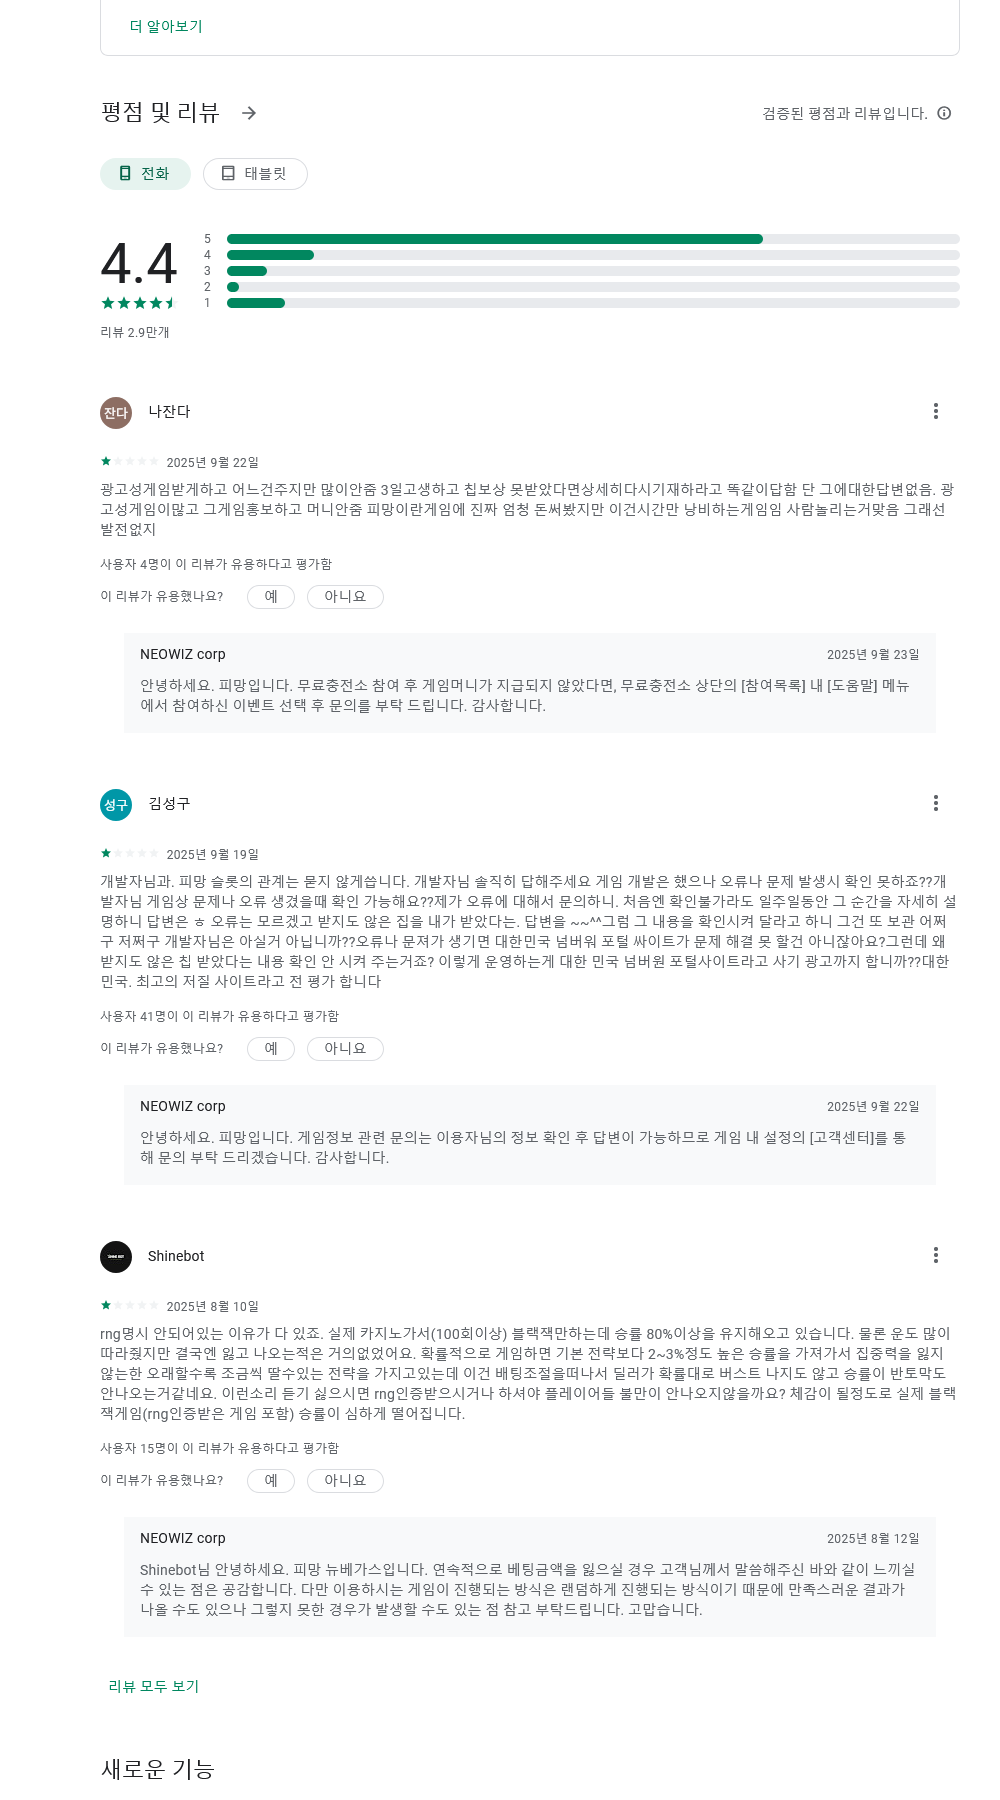 더 알아보기
평점 및 리뷰
검증된 평점과 리뷰입니다.
전화
태블릿
4.4
5
4
3
2
1
리뷰 2.9만개
잔다
나잔다
2025년 9월 22일
광고성게임받게하고 어느건주지만 많이안줌 3일고생하고 칩보상 못받았다면상세히다시기재하라고 똑같이답함 단 그에대한답변없음. 광
고성게임이많고 그게임홍보하고 머니안줌 피망이란게임에 진짜 엄청 돈써봤지만 이건시간만 낭비하는게임임 사람놀리는거맞음 그래선
발전없지
사용자 4명이 이 리뷰가 유용하다고 평가함
이 리뷰가 유용했나요?
예
아니요
NEOWIZ corp
2025년 9월 23일
안녕하세요. 피망입니다. 무료충전소 참여 후 게임머니가 지급되지 않았다면, 무료충전소 상단의 [참여목록] 내 [도움말] 메뉴
에서 참여하신 이벤트 선택 후 문의를 부탁 드립니다. 감사합니다.
성구
김성구
2025년 9월 19일
개발자님과. 피망 슬롯의 관계는 묻지 않게씁니다. 개발자님 솔직히 답해주세요 게임 개발은 했으나 오류나 문제 발생시 확인 못하죠??개
발자님 게임상 문제나 오류 생겼을때 확인 가능해요??제가 오류에 대해서 문의하니. 처음엔 확인불가라도 일주일동안 그 순간을 자세히 설
명하니 답변은 ㅎ 오류는 모르겠고 받지도 않은 집을 내가 받았다는. 답변을 ~~^^그럼 그 내용을 확인시켜 달라고 하니 그건 또 보관 어쩌
구 저쩌구 개발자님은 아실거 아닙니까??오류나 문져가 생기면 대한민국 넘버워 포털 싸이트가 문제 해결 못 할건 아니잖아요?그런데 왜
받지도 않은 칩 받았다는 내용 확인 안 시켜 주는거죠? 이렇게 운영하는게 대한 민국 넘버원 포털사이트라고 사기 광고까지 합니까??대한
민국. 최고의 저질 사이트라고 전 평가 합니다
사용자 41명이 이 리뷰가 유용하다고 평가함
이 리뷰가 유용했나요?
예
아니요
NEOWIZ corp
2025년 9월 22일
안녕하세요. 피망입니다. 게임정보 관련 문의는 이용자님의 정보 확인 후 답변이 가능하므로 게임 내 설정의 [고객센터]를 통
해 문의 부탁 드리겠습니다. 감사합니다.
Shinebot
2025년 8월 10일
rng명시 안되어있는 이유가 다 있죠. 실제 카지노가서(100회이상) 블랙잭만하는데 승률 80%이상을 유지해오고 있습니다. 물론 운도 많이
따라줬지만 결국엔 잃고 나오는적은 거의없었어요. 확률적으로 게임하면 기본 전략보다 2~3%정도 높은 승률을 가져가서 집중력을 잃지
않는한 오래할수록 조금씩 딸수있는 전략을 가지고있는데 이건 배팅조절을떠나서 딜러가 확률대로 버스트 나지도 않고 승률이 반토막도
안나오는거같네요. 이런소리 듣기 싫으시면 rng인증받으시거나 하셔야 플레이어들 불만이 안나오지않을까요? 체감이 될정도로 실제 블랙
잭게임(rng인증받은 게임 포함) 승률이 심하게 떨어집니다.
사용자 15명이 이 리뷰가 유용하다고 평가함
이 리뷰가 유용했나요?
예
아니요
NEOWIZ corp
2025년 8월 12일
Shinebot님 안녕하세요. 피망 뉴베가스입니다. 연속적으로 베팅금액을 잃으실 경우 고객님께서 말씀해주신 바와 같이 느끼실
수 있는 점은 공감합니다. 다만 이용하시는 게임이 진행되는 방식은 랜덤하게 진행되는 방식이기 때문에 만족스러운 결과가
나올 수도 있으나 그렇지 못한 경우가 발생할 수도 있는 점 참고 부탁드립니다. 고맙습니다.
리뷰 모두 보기
새로운 기능